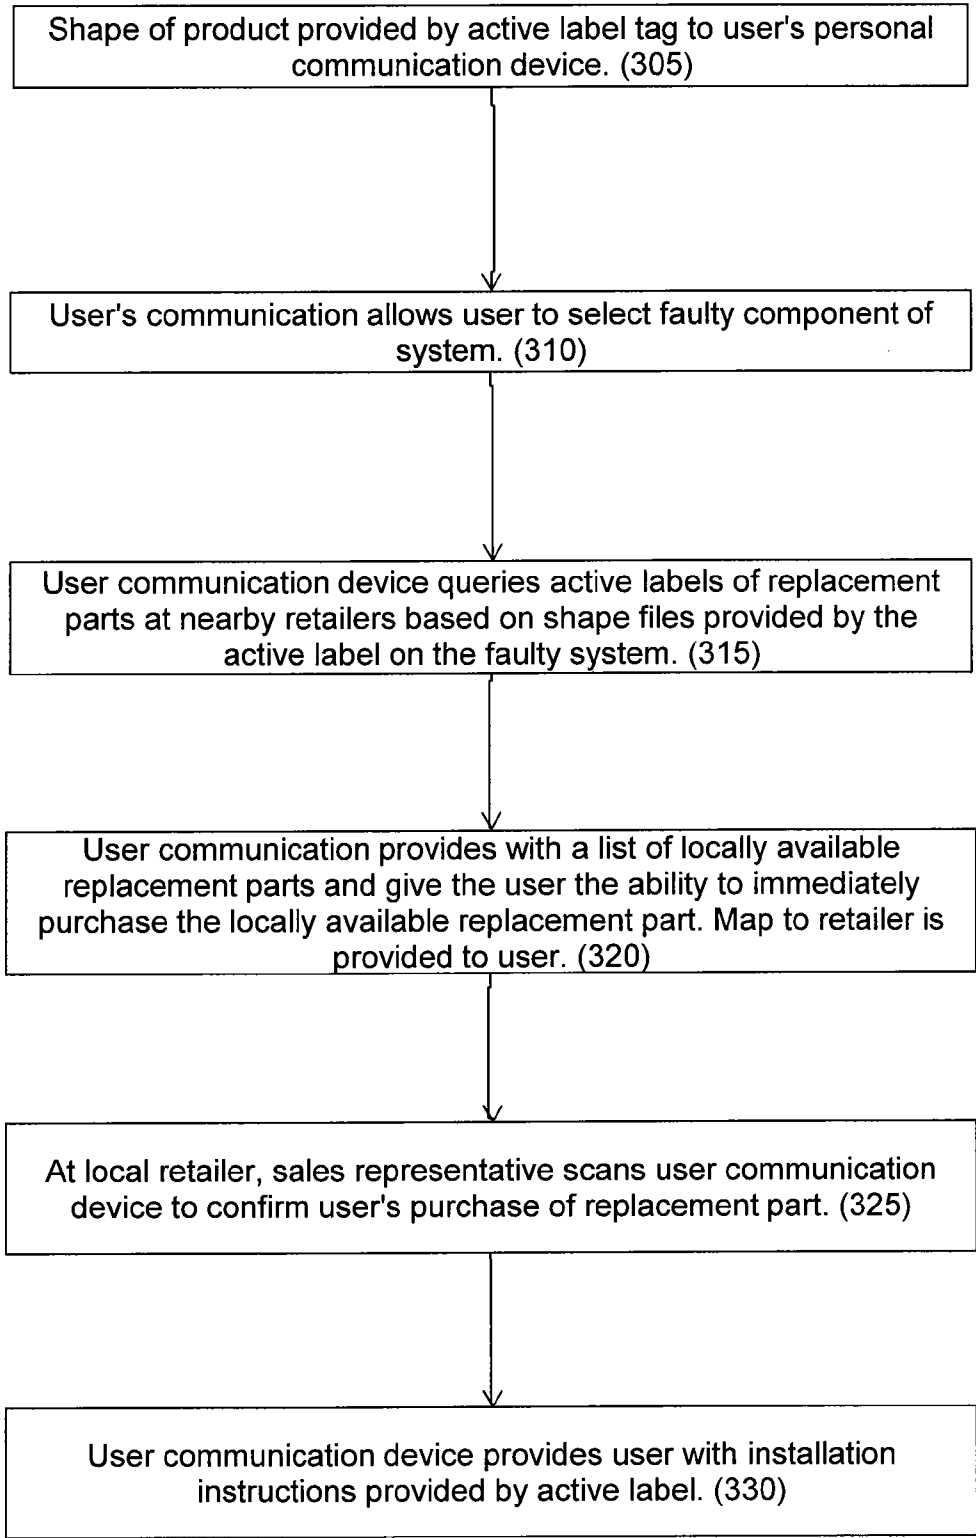 Shape of product provided by active label tag to user's personal
communication device. (305)
User's communication allows user to select faulty component of
system. (310)
User communication device queries active labels of replacement
parts at nearby retailers based on shape files provided by the
active label on the faulty system. (315)
User communication provides with a list of locally available
replacement parts and give the user the ability to immediately
purchase the locally available replacement part. Map to retailer is
provided to user. (320)
At local retailer, sales representative scans user communication
device to confirm user's purchase of replacement part. (325)
User communication device provides user with installation
instructions provided by active label. (330)